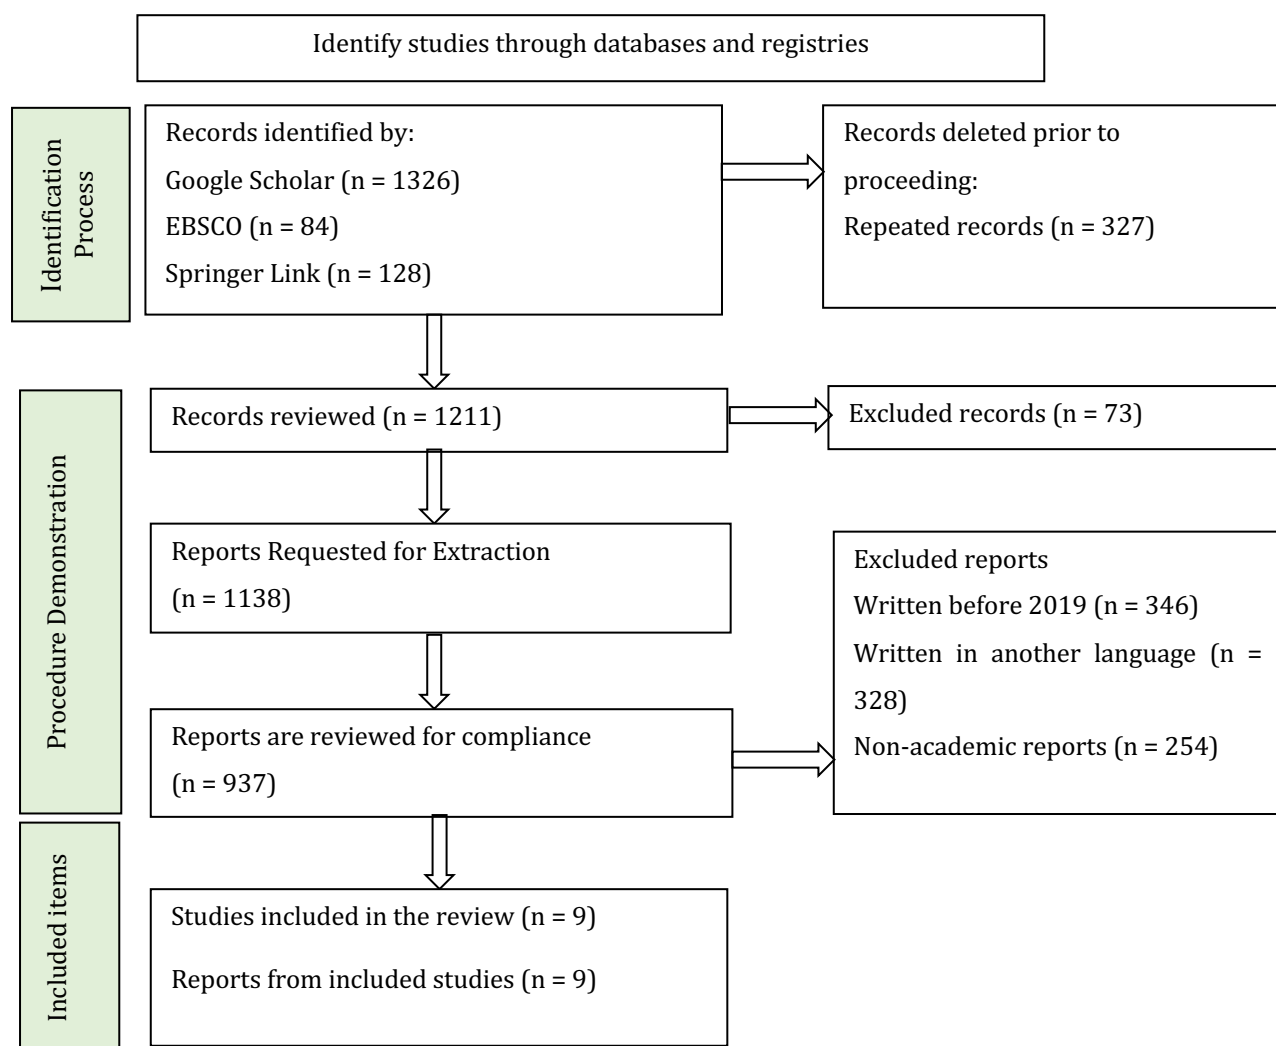 Identify studies through databases and registries
Identification
Process
Records identified by:
Google Scholar (n = 1326)
EBSCO (n = 84)
Springer Link (n = 128)
Records deleted prior to
proceeding:
Repeated records (n = 327)
Procedure Demonstration
Records reviewed (n = 1211)
Excluded records (n = 73)
Reports Requested for Extraction
(n = 1138)
Reports are reviewed for compliance
(n = 937)
Excluded reports
Written before 2019 (n = 346)
Written in another language (n =
328)
Non-academic reports (n = 254)
Included items
Studies included in the review (n = 9)
Reports from included studies (n = 9)